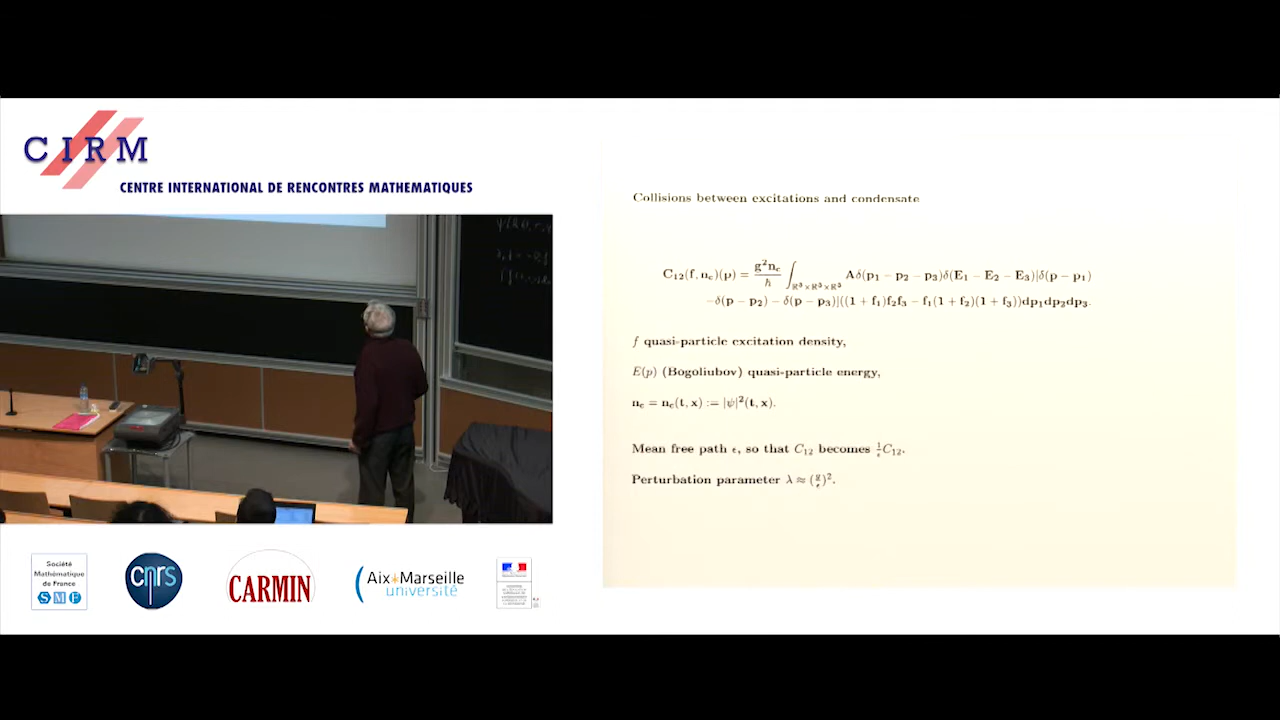 CIRM
CENTRE INTERNATIONAL DE RENCONTRES MATHEMATIQUES
Collisions between excitations and condensate
C₁₂(f, n_c)(p) = g²n_c/ℏ ∫_{ℝ³×ℝ³×ℝ³} Aδ(p₁ − p₂ − p₃)δ(E₁ − E₂ − E₃)[δ(p − p₁)
−δ(p − p₂) − δ(p − p₃)]((1 + f₁)f₂f₃ − f₁(1 + f₂)(1 + f₃))dp₁dp₂dp₃.
f quasi-particle excitation density,
E(p) (Bogoliubov) quasi-particle energy,
n_c = n_c(t, x) := |ψ|²(t, x).
Mean free path ϵ, so that C₁₂ becomes 1/ϵ C₁₂.
Perturbation parameter λ ≈ (g/ϵ)².
Société
Mathématique
de France
SMF
cnrs
CARMIN
Aix*Marseille
université